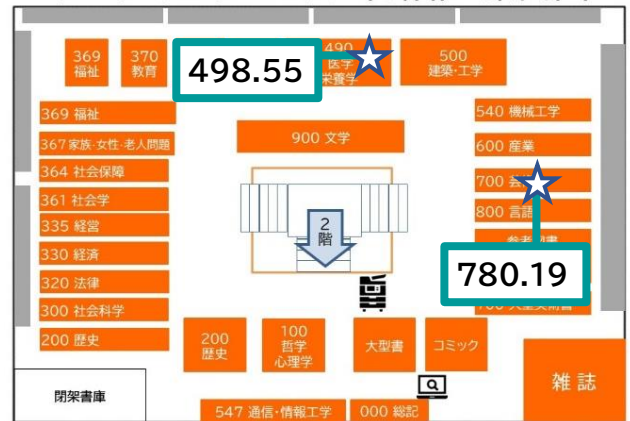 369
福祉
370
教育
498.55
490
医学
栄養学
500
建築・工学
369 福祉
367 家族・女性・老人問題
364 社会保障
361 社会学
335 経営
330 経済
320 法律
300 社会科学
200 歴史
900 文学
2
階
540 機械工学
600 産業
700
800 言語
780.19
200
歴史
100
哲学
心理学
大型書
コミック
雑誌
閉架書庫
547 通信・情報工学
000 総記